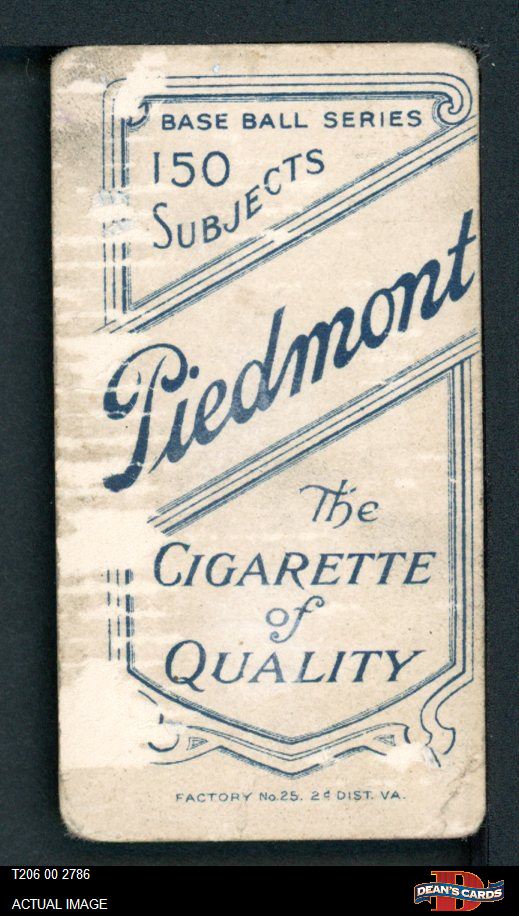 BASE BALL SERIES
150
SUBJECTS
Piedmont
The
CIGARETTE
of
QUALITY
FACTORY No.25. 2d DIST. VA.
T206 00 2786
ACTUAL IMAGE
D
DEAN'S CARDS